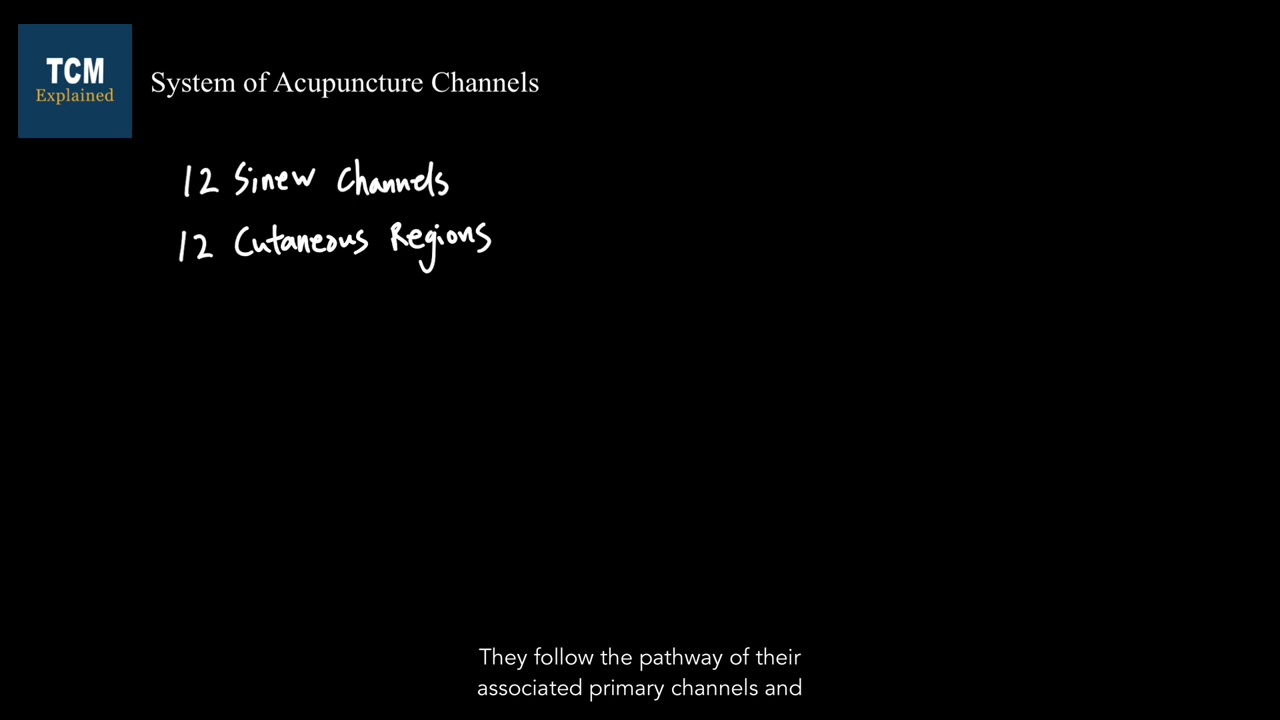 TCM
Explained
System of Acupuncture Channels
12 Sinew Channels
12 Cutaneous Regions
They follow the pathway of their
associated primary channels and